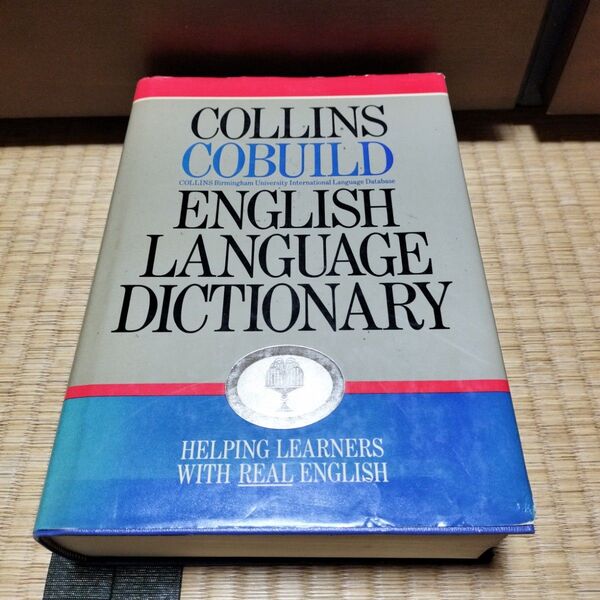 COLLINS
COBUILD
COLLINS Birmingham University International Language Database
ENGLISH
LANGUAGE
DICTIONARY
HELPING LEARNERS
WITH REAL ENGLISH